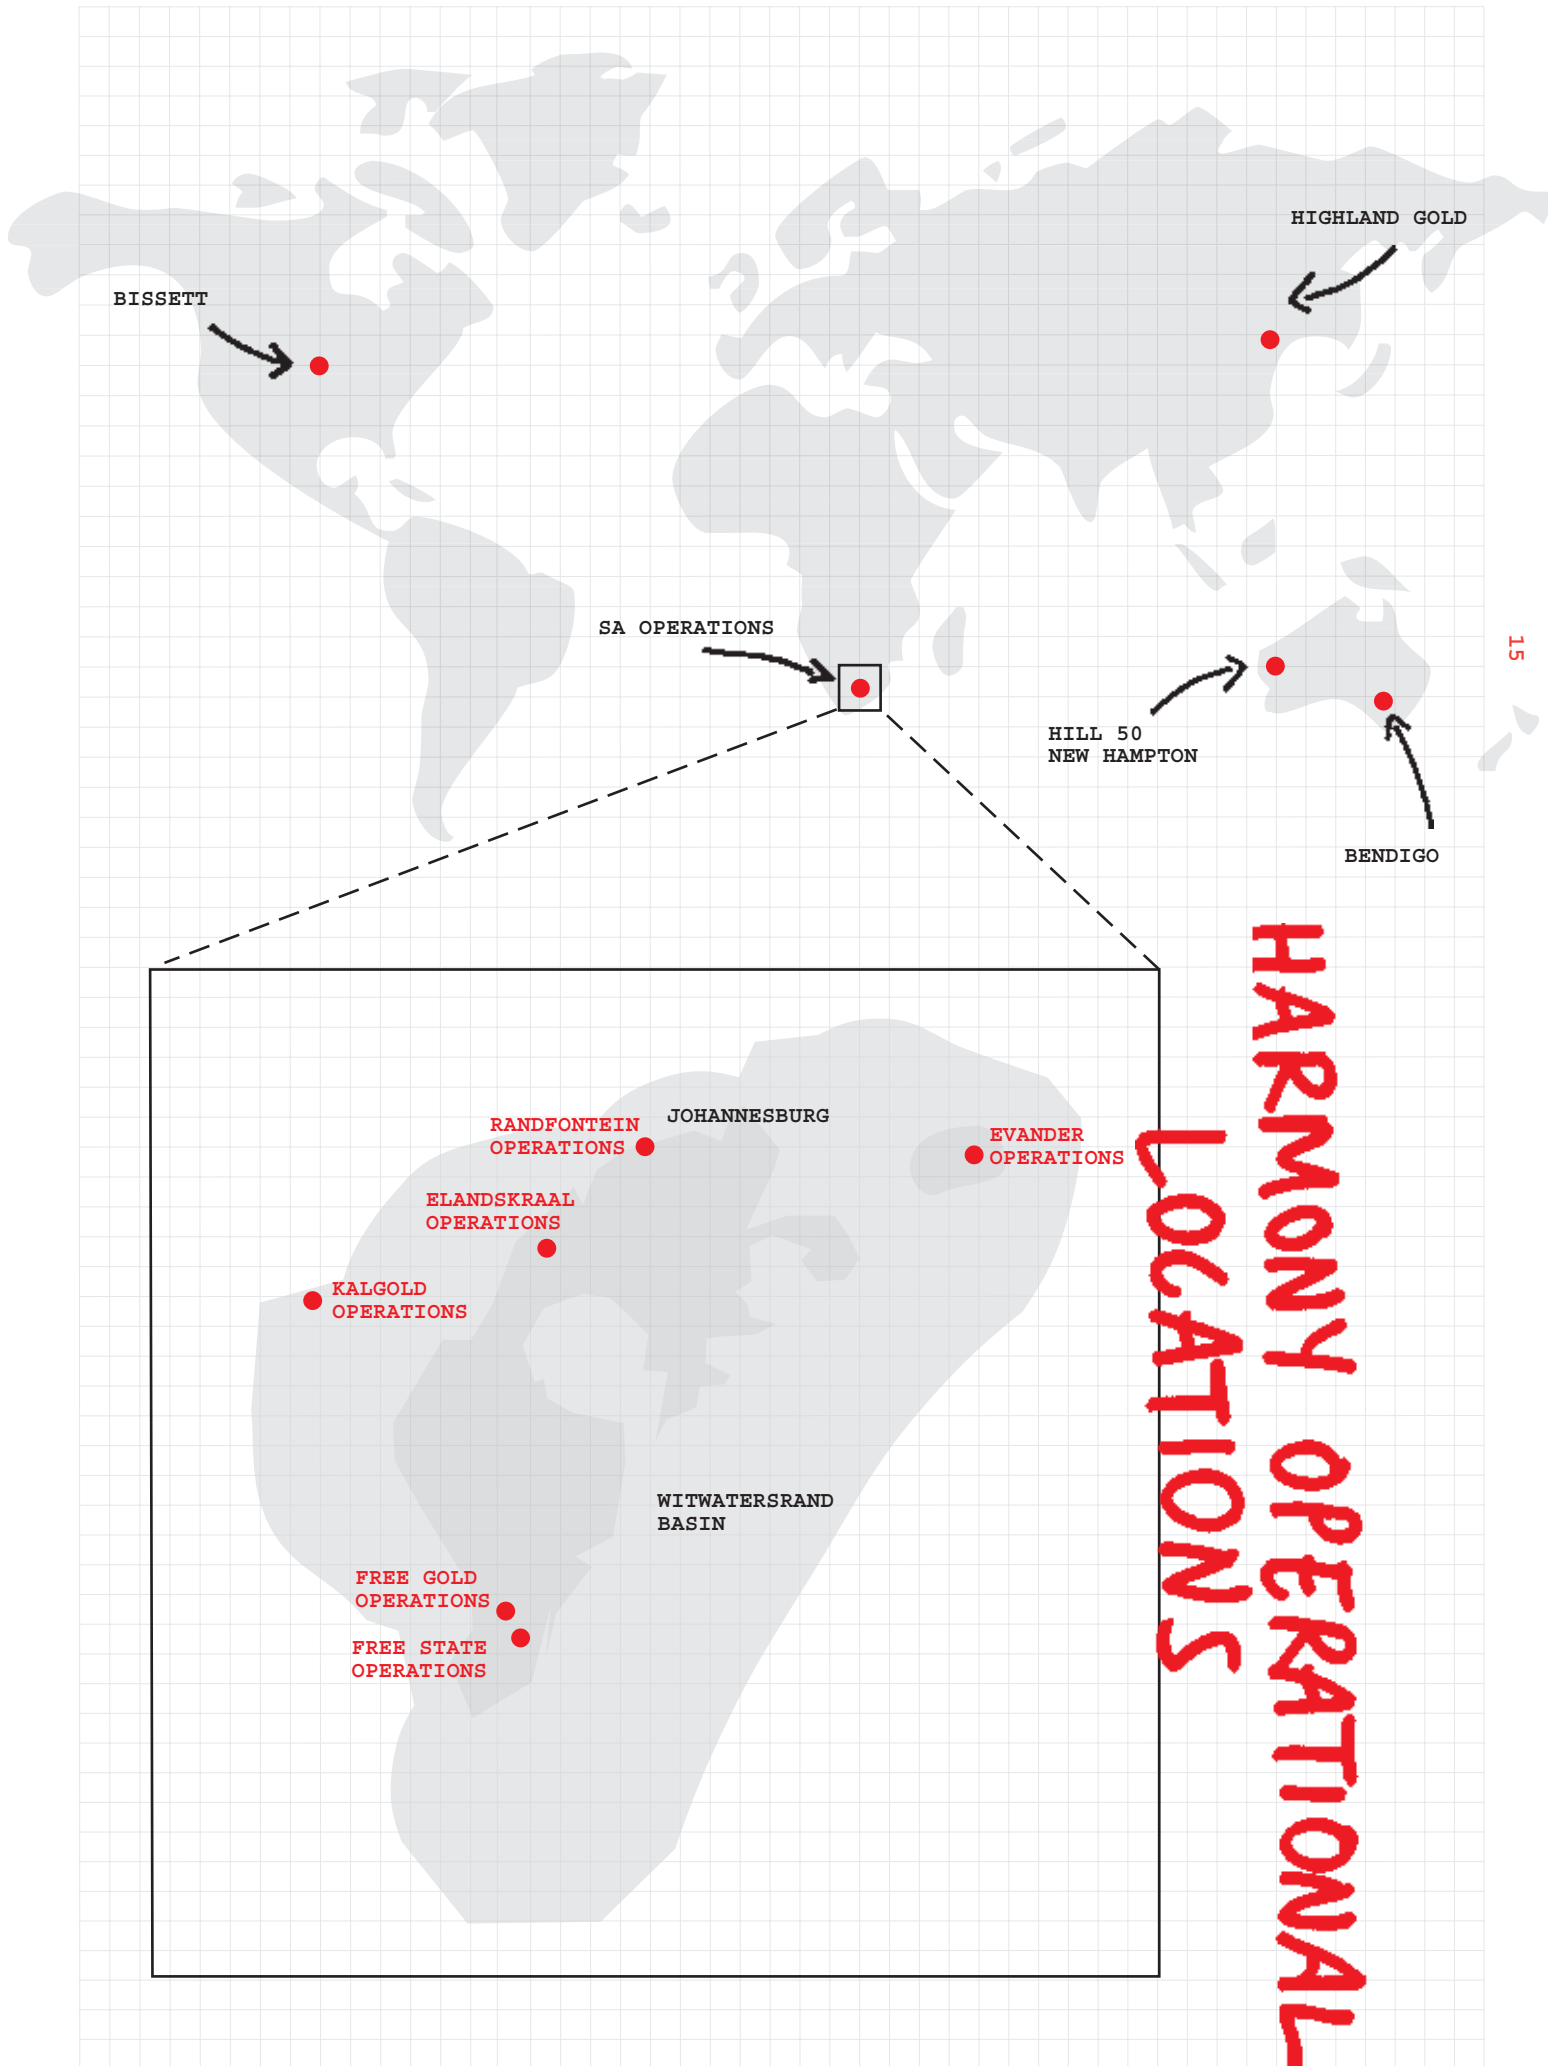 HIGHLAND GOLD
BISSETT
SA OPERATIONS
15
HILL 50
NEW HAMPTON
BENDIGO
HARMONY OPERATIONAL
LOCATIONS
JOHANNESBURG
RANDFONTEIN
OPERATIONS
EVANDER
OPERATIONS
ELANDSKRAAL
OPERATIONS
KALGOLD
OPERATIONS
WITWATERSRAND
BASIN
FREE GOLD
OPERATIONS
FREE STATE
OPERATIONS